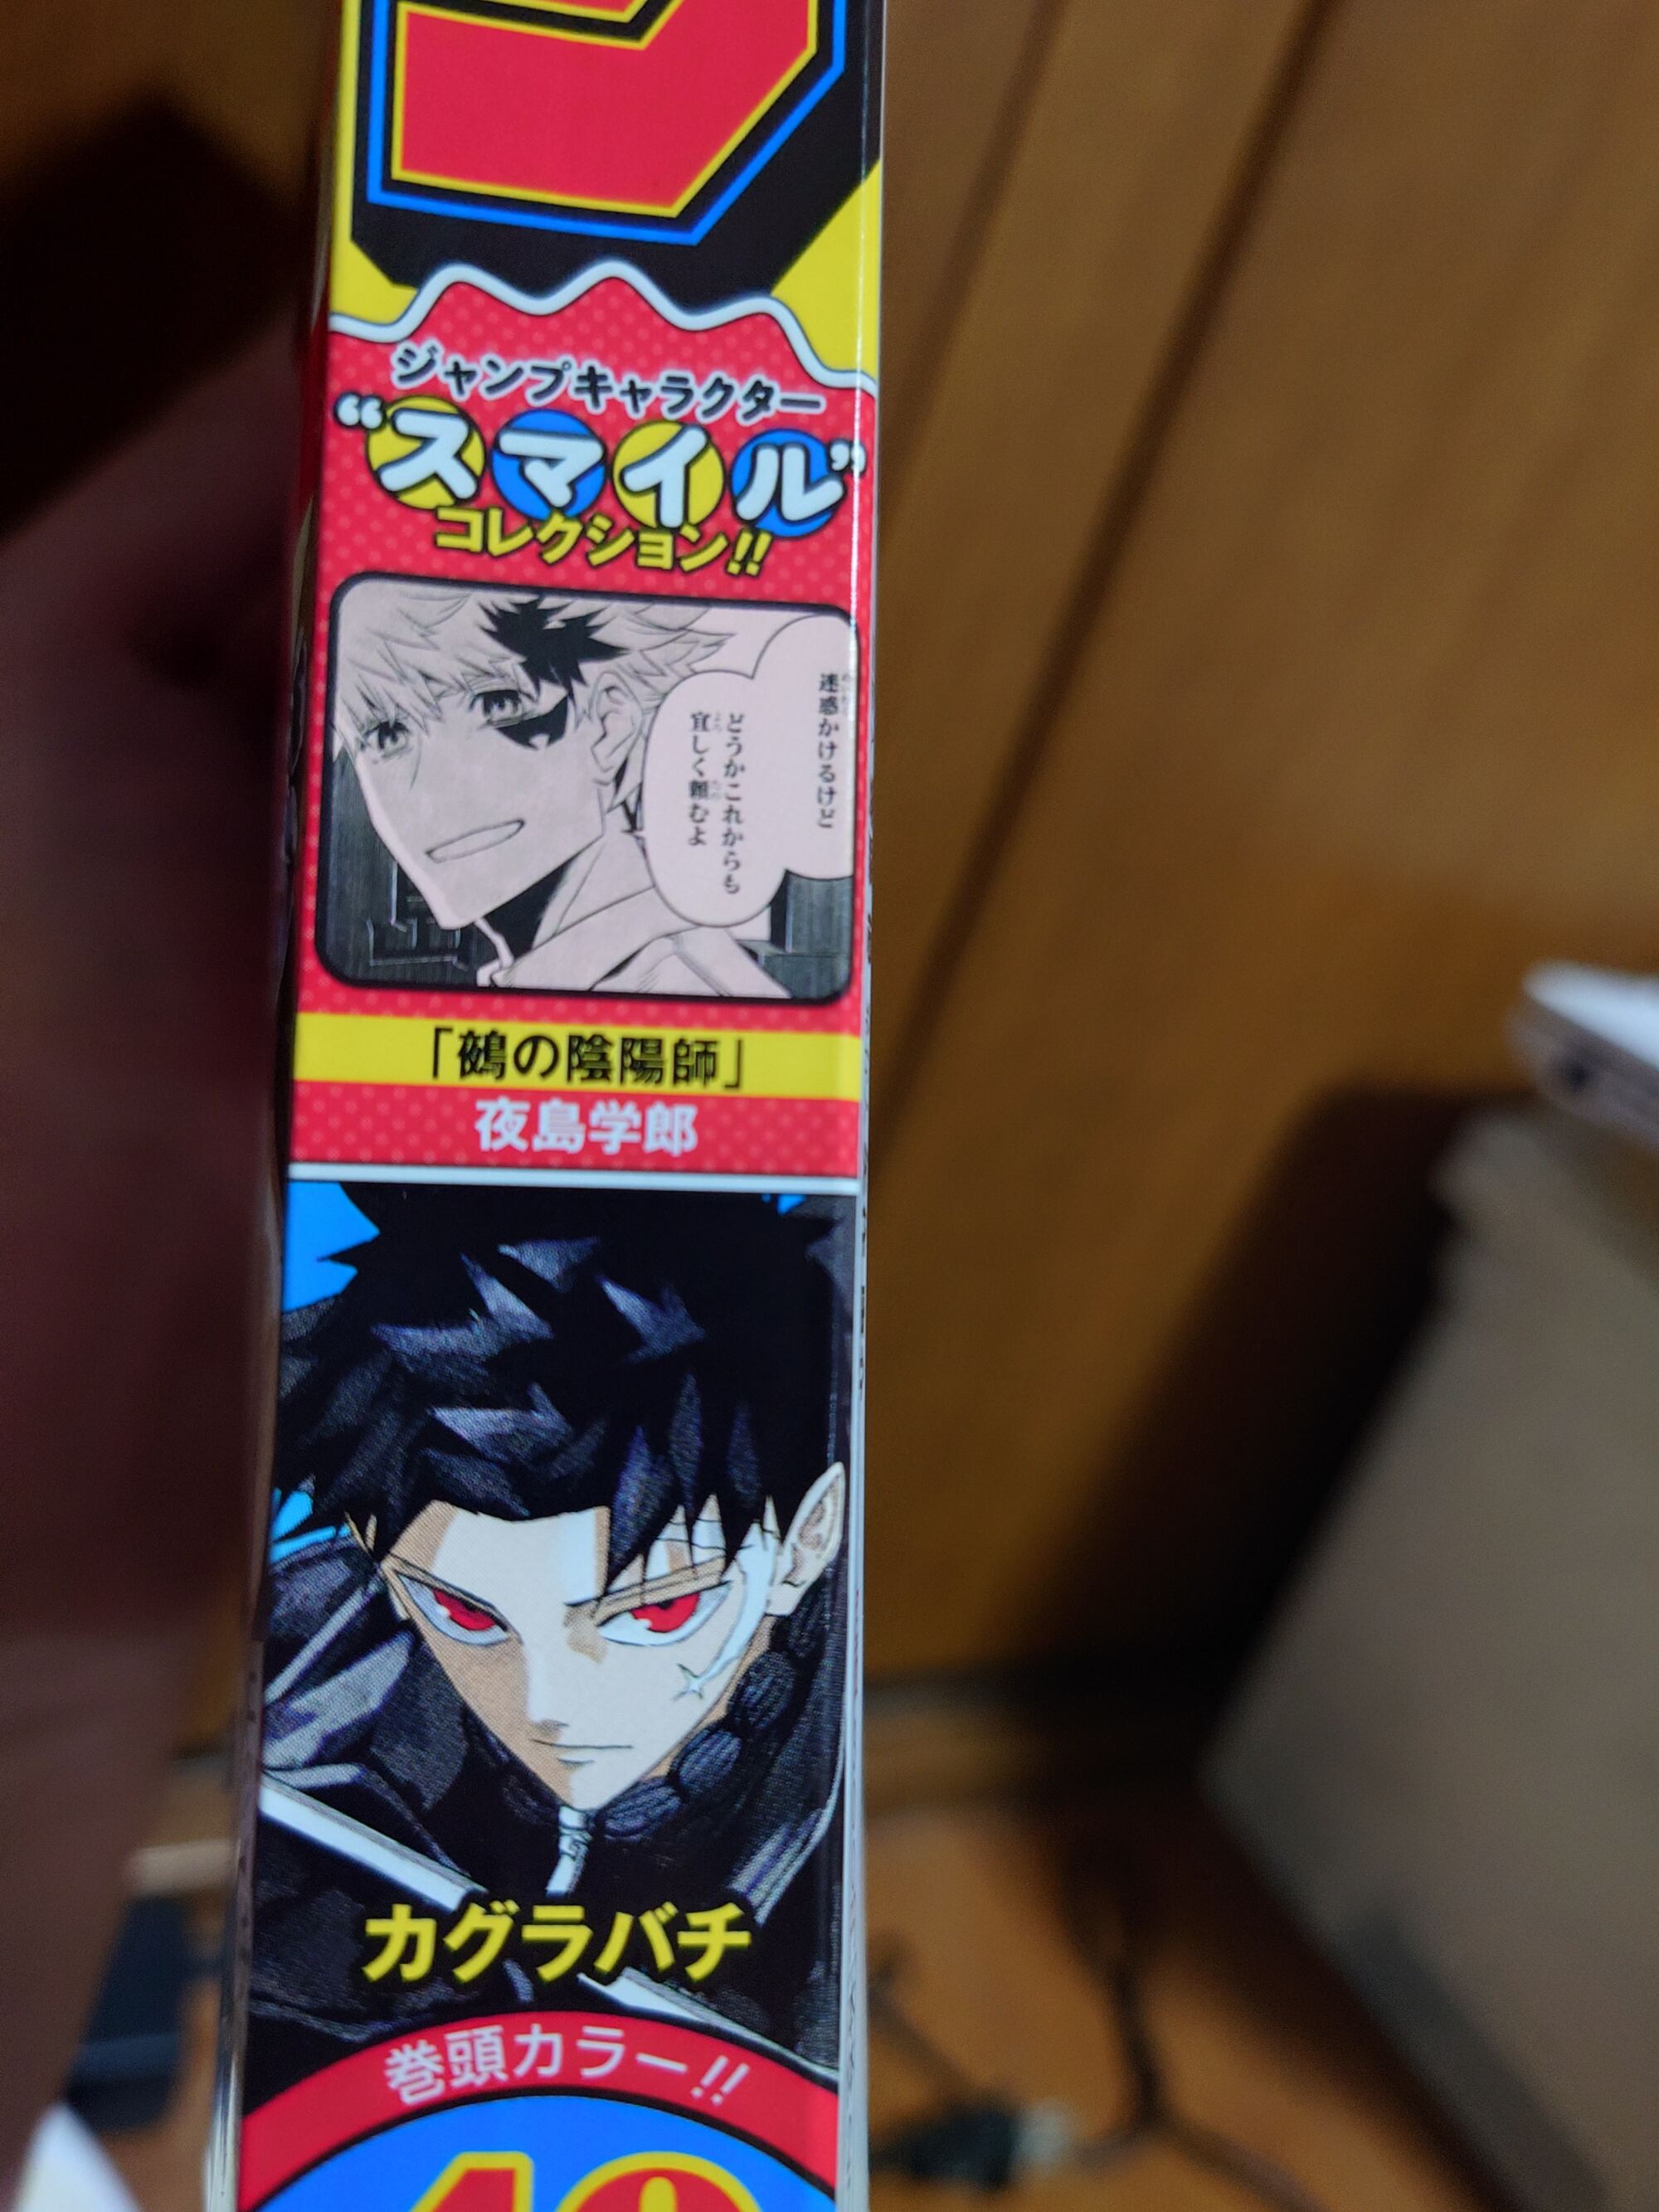 ジャンプキャラクター
“スマイル”
コレクション!!
迷惑かけるけど
どうかこれからも
宜しく頼むよ
「鵺の陰陽師」
夜島学郎
カグラバチ
巻頭カラー!!